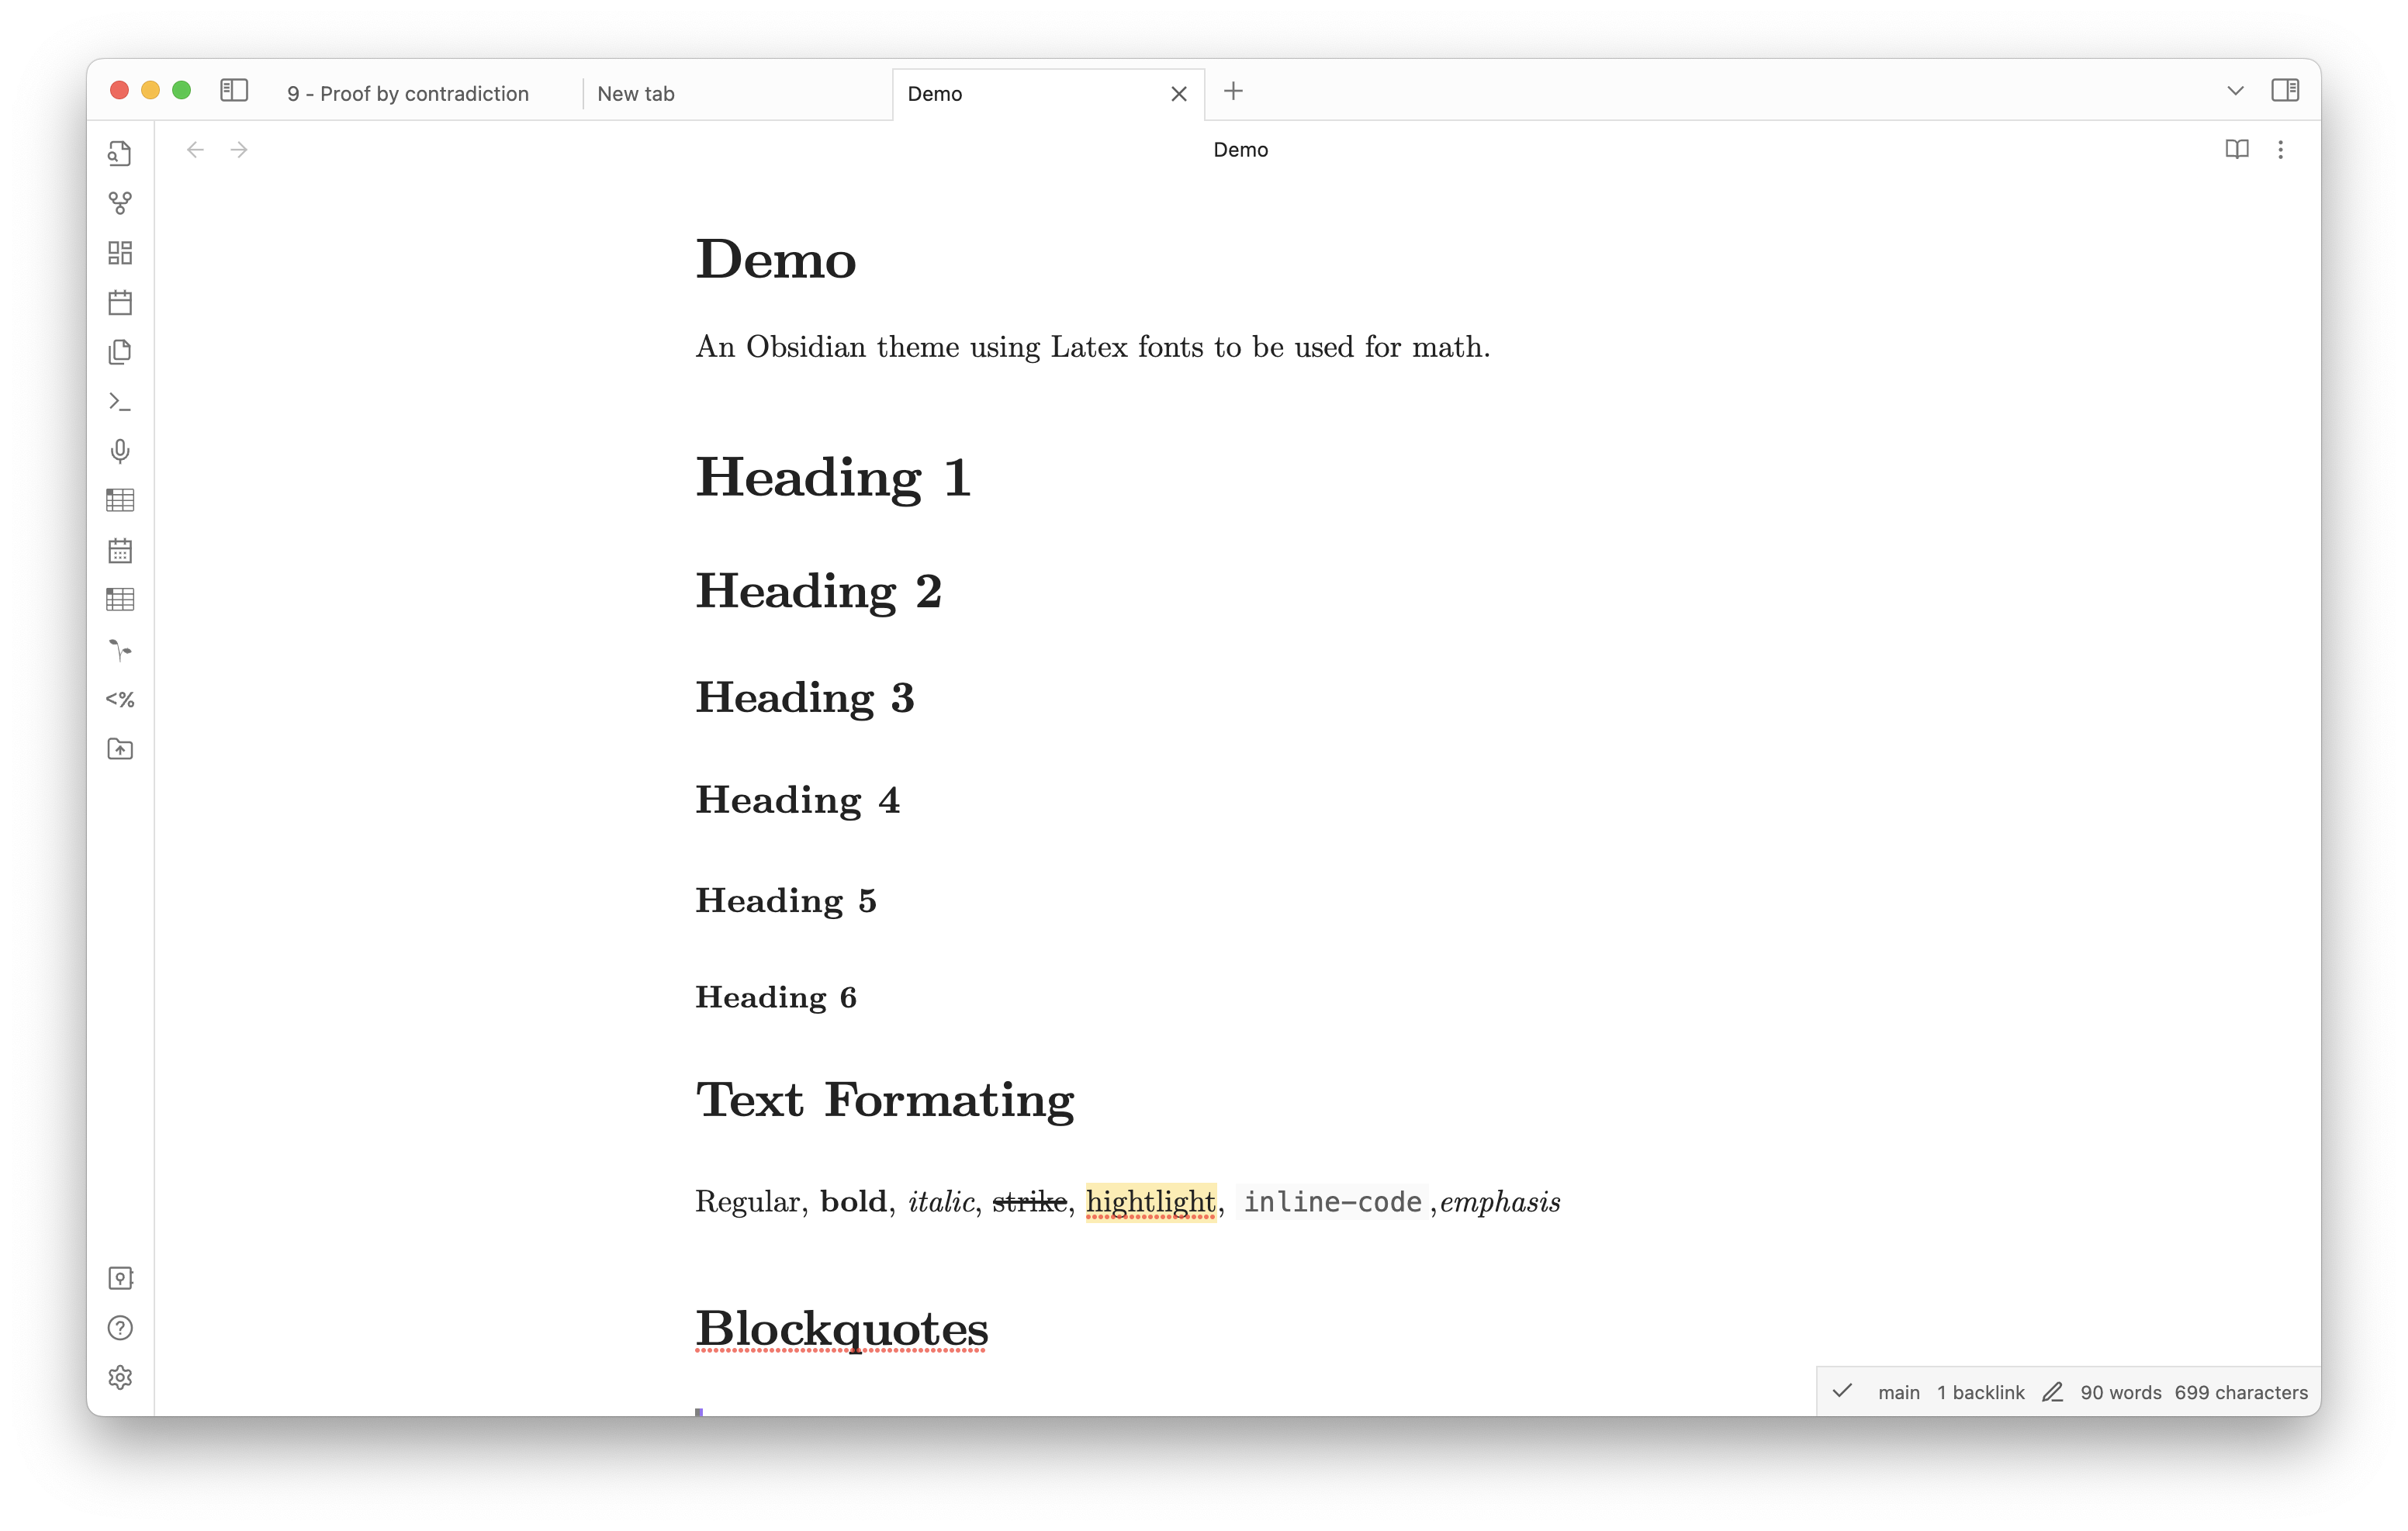 9 - Proof by contradiction New tab Demo
Demo
Demo
An Obsidian theme using Latex fonts to be used for math.
Heading 1
Heading 2
Heading 3
Heading 4
Heading 5
Heading 6
Text Formating
Regular, bold, italic, strike, hightlight, inline-code ,emphasis
Blockquotes
<%
main 1 backlink 90 words 699 characters